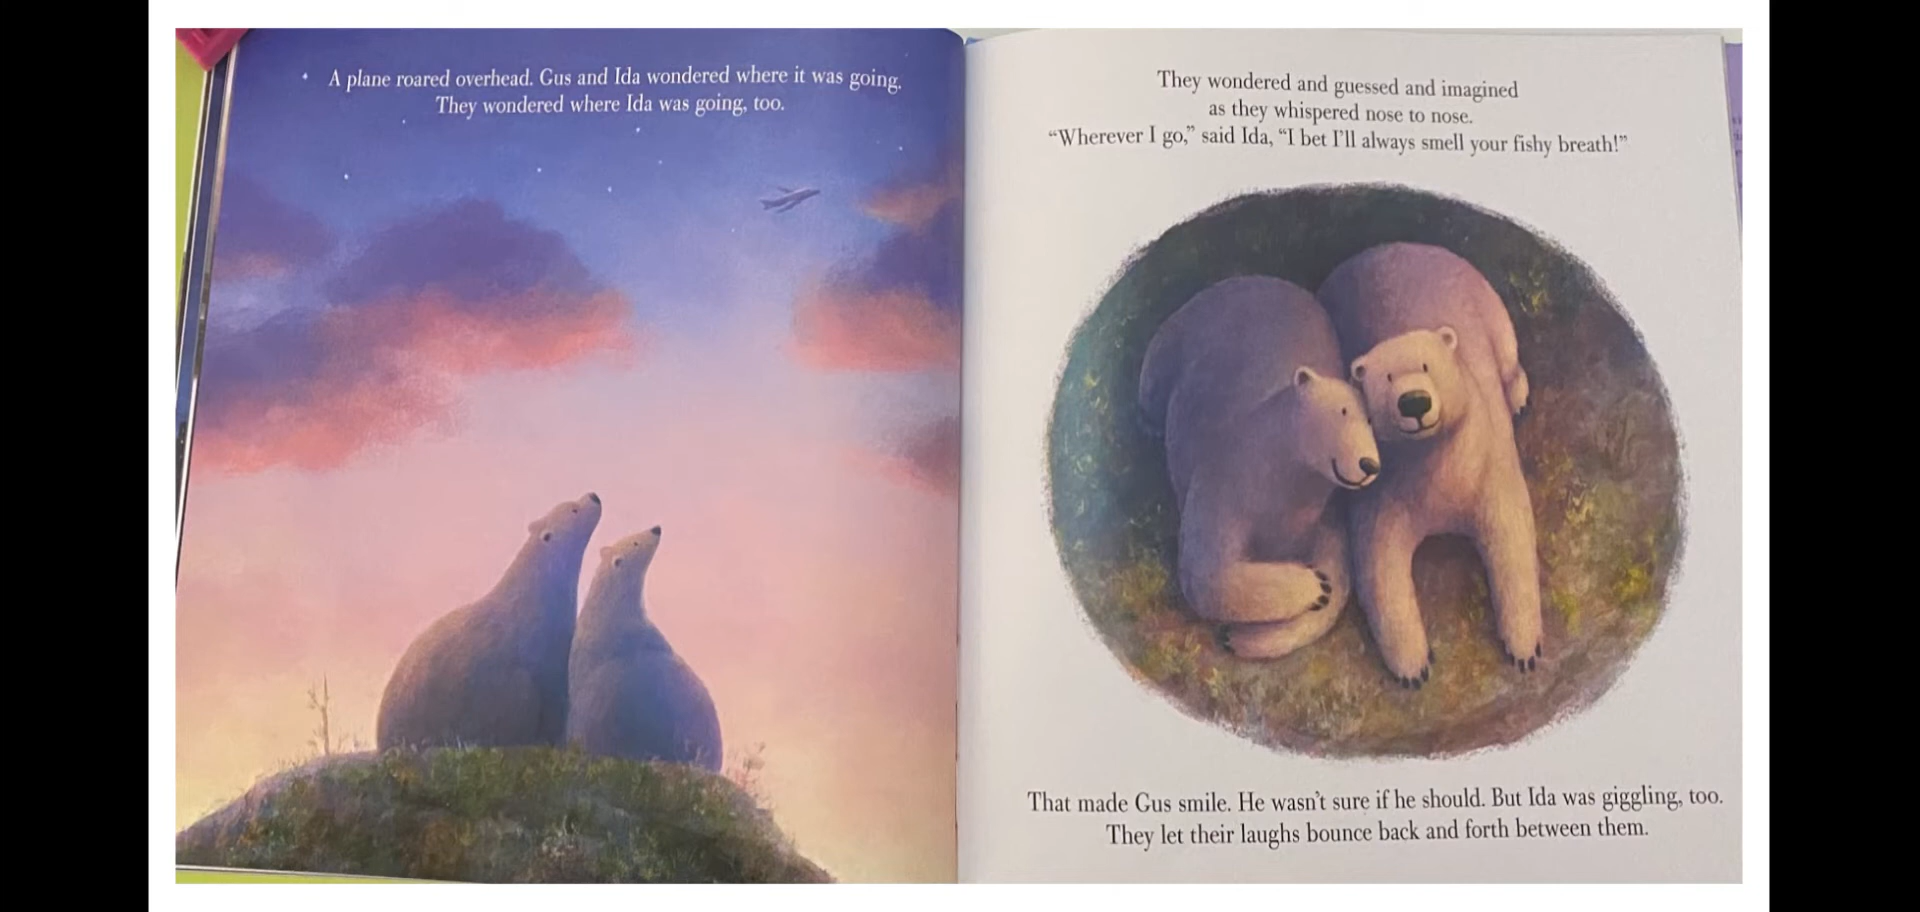 A plane roared overhead. Gus and Ida wondered where it was going.
They wondered where Ida was going, too.
They wondered and guessed and imagined
as they whispered nose to nose.
“Wherever I go,” said Ida, “I bet I’ll always smell your fishy breath!”
That made Gus smile. He wasn’t sure if he should. But Ida was giggling, too.
They let their laughs bounce back and forth between them.